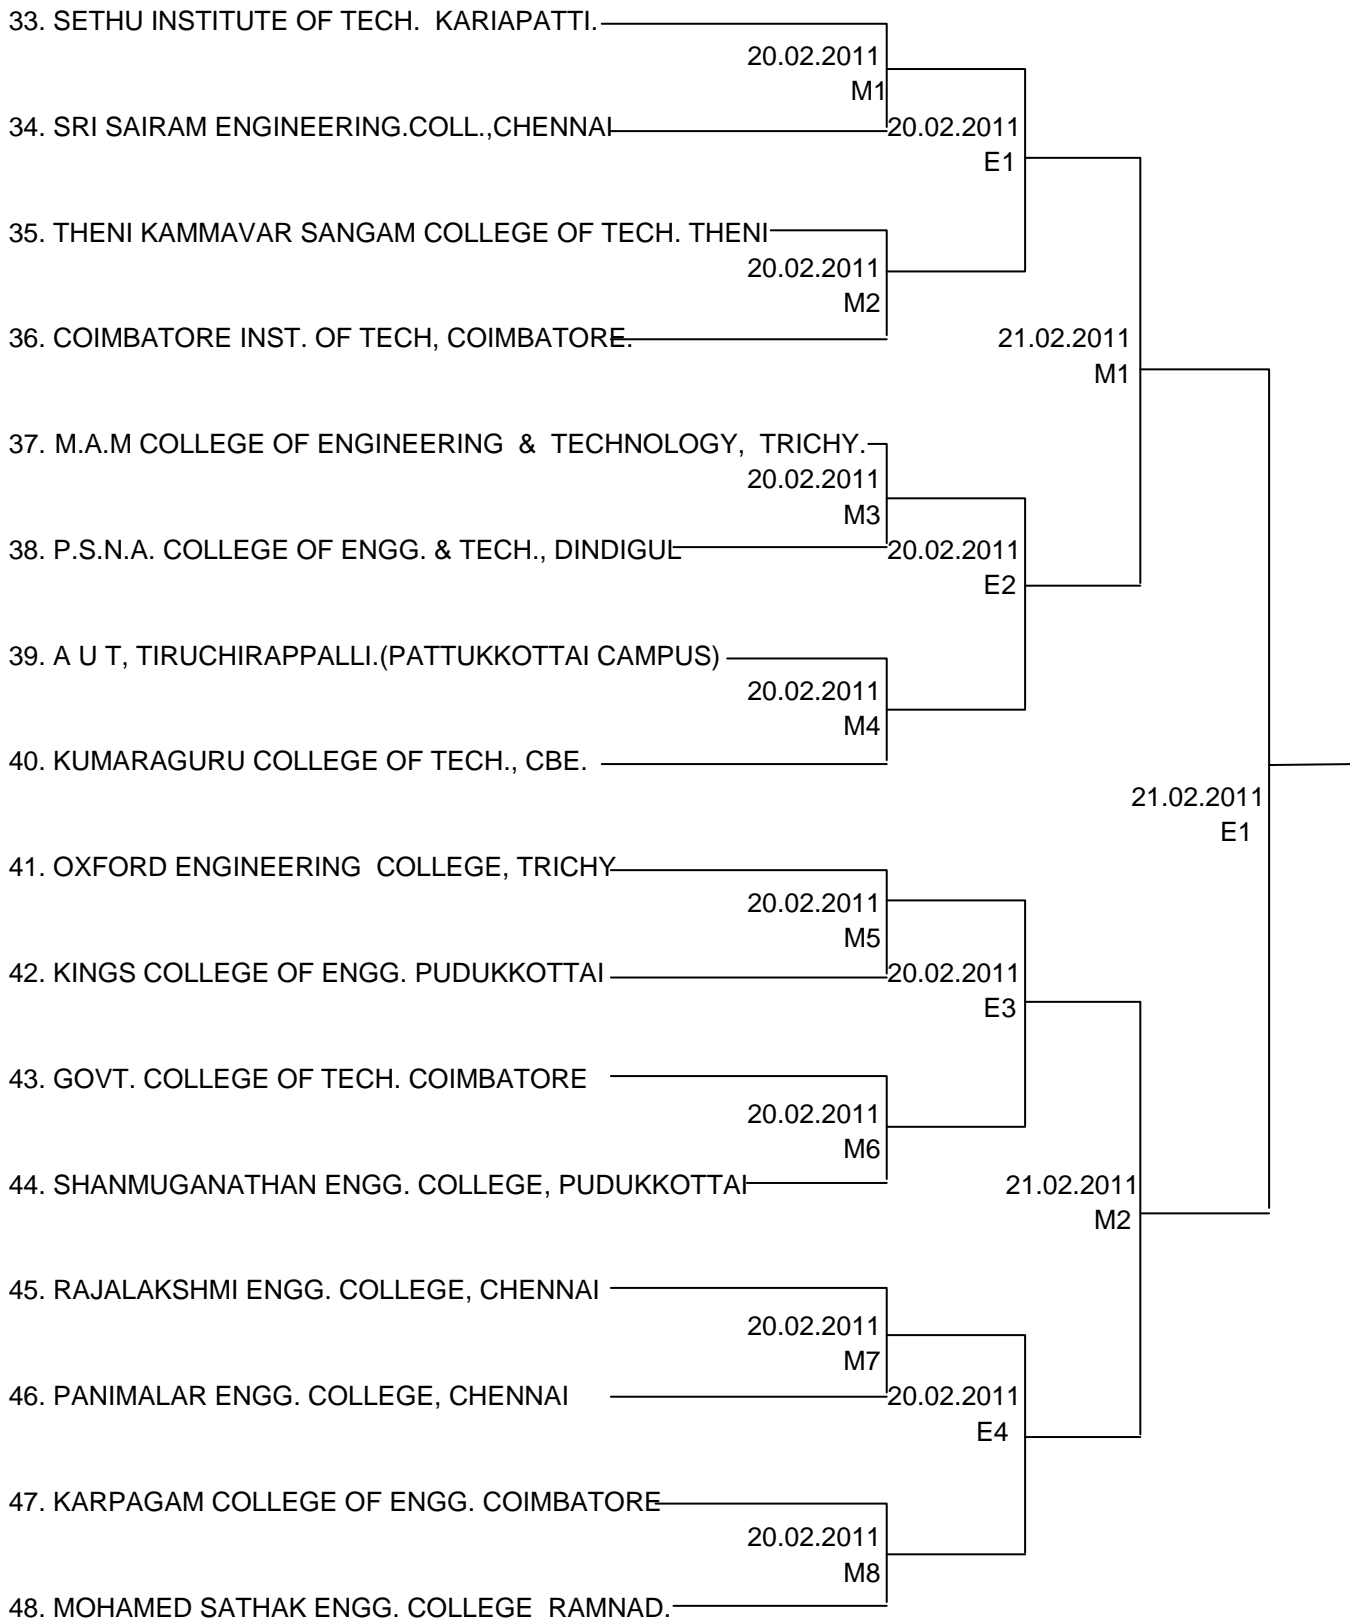 33. SETHU INSTITUTE OF TECH.  KARIAPATTI.
20.02.2011
M1
34. SRI SAIRAM ENGINEERING.COLL.,CHENNAI
20.02.2011
E1
35. THENI KAMMAVAR SANGAM COLLEGE OF TECH. THENI
20.02.2011
M2
36. COIMBATORE INST. OF TECH, COIMBATORE.
21.02.2011
M1
37. M.A.M COLLEGE OF ENGINEERING  &  TECHNOLOGY,  TRICHY.
20.02.2011
M3
38. P.S.N.A. COLLEGE OF ENGG. & TECH., DINDIGUL
20.02.2011
E2
39. A U T, TIRUCHIRAPPALLI.(PATTUKKOTTAI CAMPUS)
20.02.2011
M4
40. KUMARAGURU COLLEGE OF TECH., CBE.
21.02.2011
E1
41. OXFORD ENGINEERING  COLLEGE, TRICHY
20.02.2011
M5
42. KINGS COLLEGE OF ENGG. PUDUKKOTTAI
20.02.2011
E3
43. GOVT. COLLEGE OF TECH. COIMBATORE
20.02.2011
M6
44. SHANMUGANATHAN ENGG. COLLEGE, PUDUKKOTTAI
21.02.2011
M2
45. RAJALAKSHMI ENGG. COLLEGE, CHENNAI
20.02.2011
M7
46. PANIMALAR ENGG. COLLEGE, CHENNAI
20.02.2011
E4
47. KARPAGAM COLLEGE OF ENGG. COIMBATORE
20.02.2011
M8
48. MOHAMED SATHAK ENGG. COLLEGE  RAMNAD.